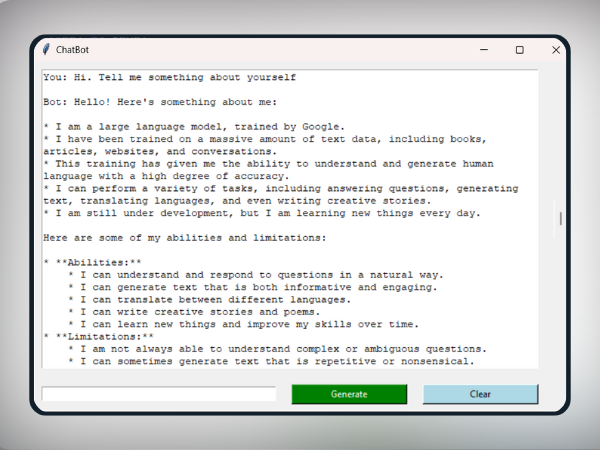 ChatBot
You: Hi. Tell me something about yourself
Bot: Hello! Here's something about me:
* I am a large language model, trained by Google.
* I have been trained on a massive amount of text data, including books,
articles, websites, and conversations.
* This training has given me the ability to understand and generate human
language with a high degree of accuracy.
* I can perform a variety of tasks, including answering questions, generating
text, translating languages, and even writing creative stories.
* I am still under development, but I am learning new things every day.
Here are some of my abilities and limitations:
* **Abilities:**
    * I can understand and respond to questions in a natural way.
    * I can generate text that is both informative and engaging.
    * I can translate between different languages.
    * I can write creative stories and poems.
    * I can learn new things and improve my skills over time.
* **Limitations:**
    * I am not always able to understand complex or ambiguous questions.
    * I can sometimes generate text that is repetitive or nonsensical.
Generate
Clear